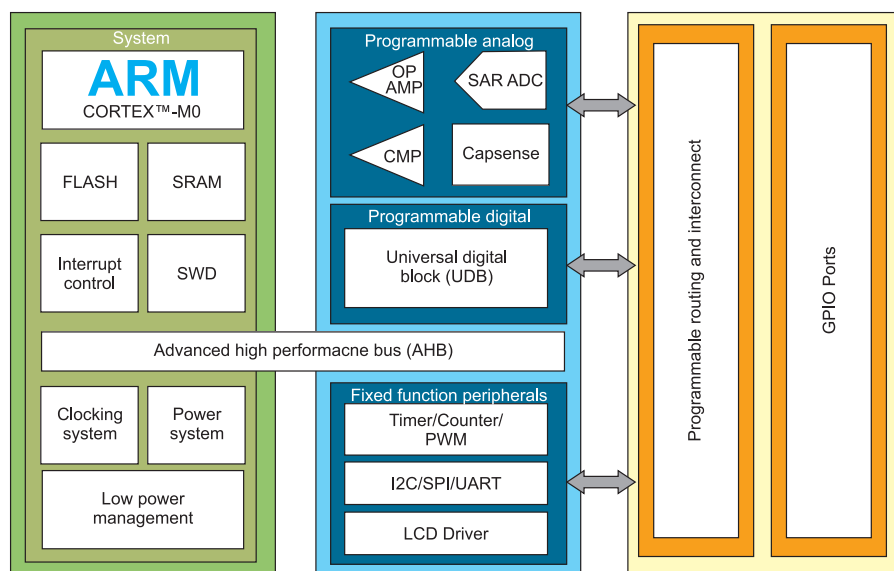 System
ARM
CORTEX™-M0
FLASH
SRAM
Interrupt
control
SWD
Advanced high performacne bus (AHB)
Clocking
system
Power
system
Low power
management
Programmable analog
OP
AMP
SAR ADC
CMP
Capsense
Programmable digital
Universal digital
block (UDB)
Fixed function peripherals
Timer/Counter/
PWM
I2C/SPI/UART
LCD Driver
Programmable routing and interconnect
GPIO Ports